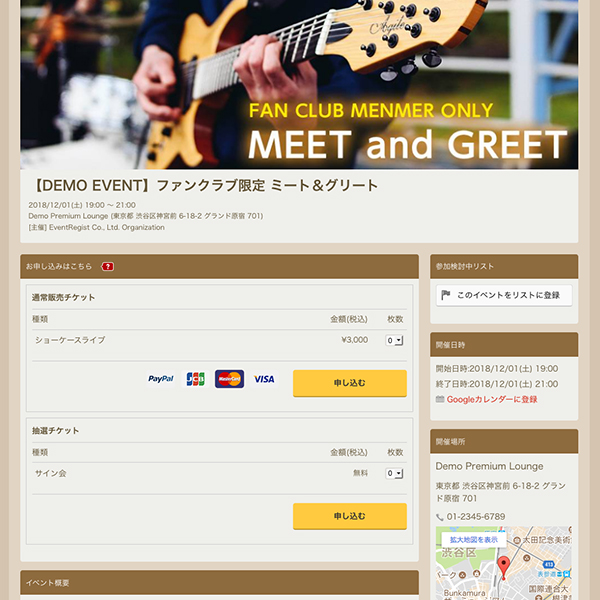 Agile
FAN CLUB MENMER ONLY
MEET and GREET
【DEMO EVENT】ファンクラブ限定 ミート＆グリート
2018/12/01(土) 19:00 〜 21:00
Demo Premium Lounge (東京都 渋谷区神宮前 6-18-2 グランド原宿 701)
[主催] EventRegist Co., Ltd. Organization
お申し込みはこちら ?
通常販売チケット
種類 金額(税込) 枚数
ショーケースライブ ¥3,000 0
PayPal JCB MasterCard VISA 申し込む
抽選チケット
種類 金額(税込) 枚数
サイン会 無料 0
申し込む
イベント概要
参加検討中リスト
このイベントをリストに登録
開催日時
開始日時:2018/12/01(土) 19:00
終了日時:2018/12/01(土) 21:00
Googleカレンダーに登録
開催場所
Demo Premium Lounge
東京都 渋谷区神宮前 6-18-2 グラン
ド原宿 701
01-2345-6789
拡大地図を表示
太田記念美術
渋谷区
413
表参道
パーク
Bunkamura
国際連合大学
根津